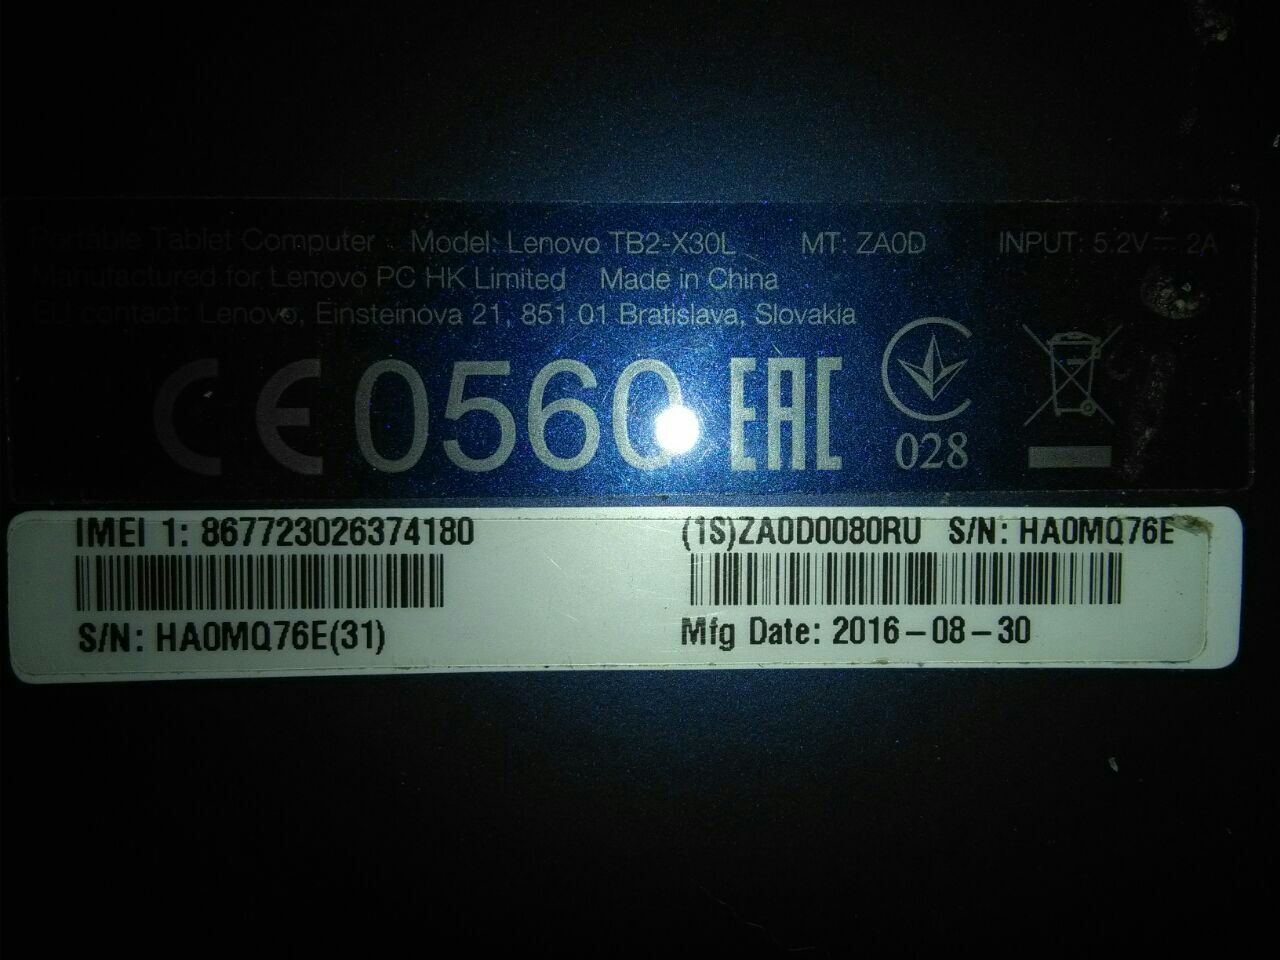 Portable Tablet Computer Model: Lenovo TB2-X30L MT: ZA0D INPUT: 5.2V⎓ 2A
Manufactured for Lenovo PC HK Limited Made in China
EU contact: Lenovo, Einsteinova 21, 851 01 Bratislava, Slovakia
CE0560 EAC
028
IMEI 1: 867723026374180 (1S)ZA0D0080RU S/N: HA0MQ76E
S/N: HA0MQ76E(31) Mfg Date: 2016-08-30